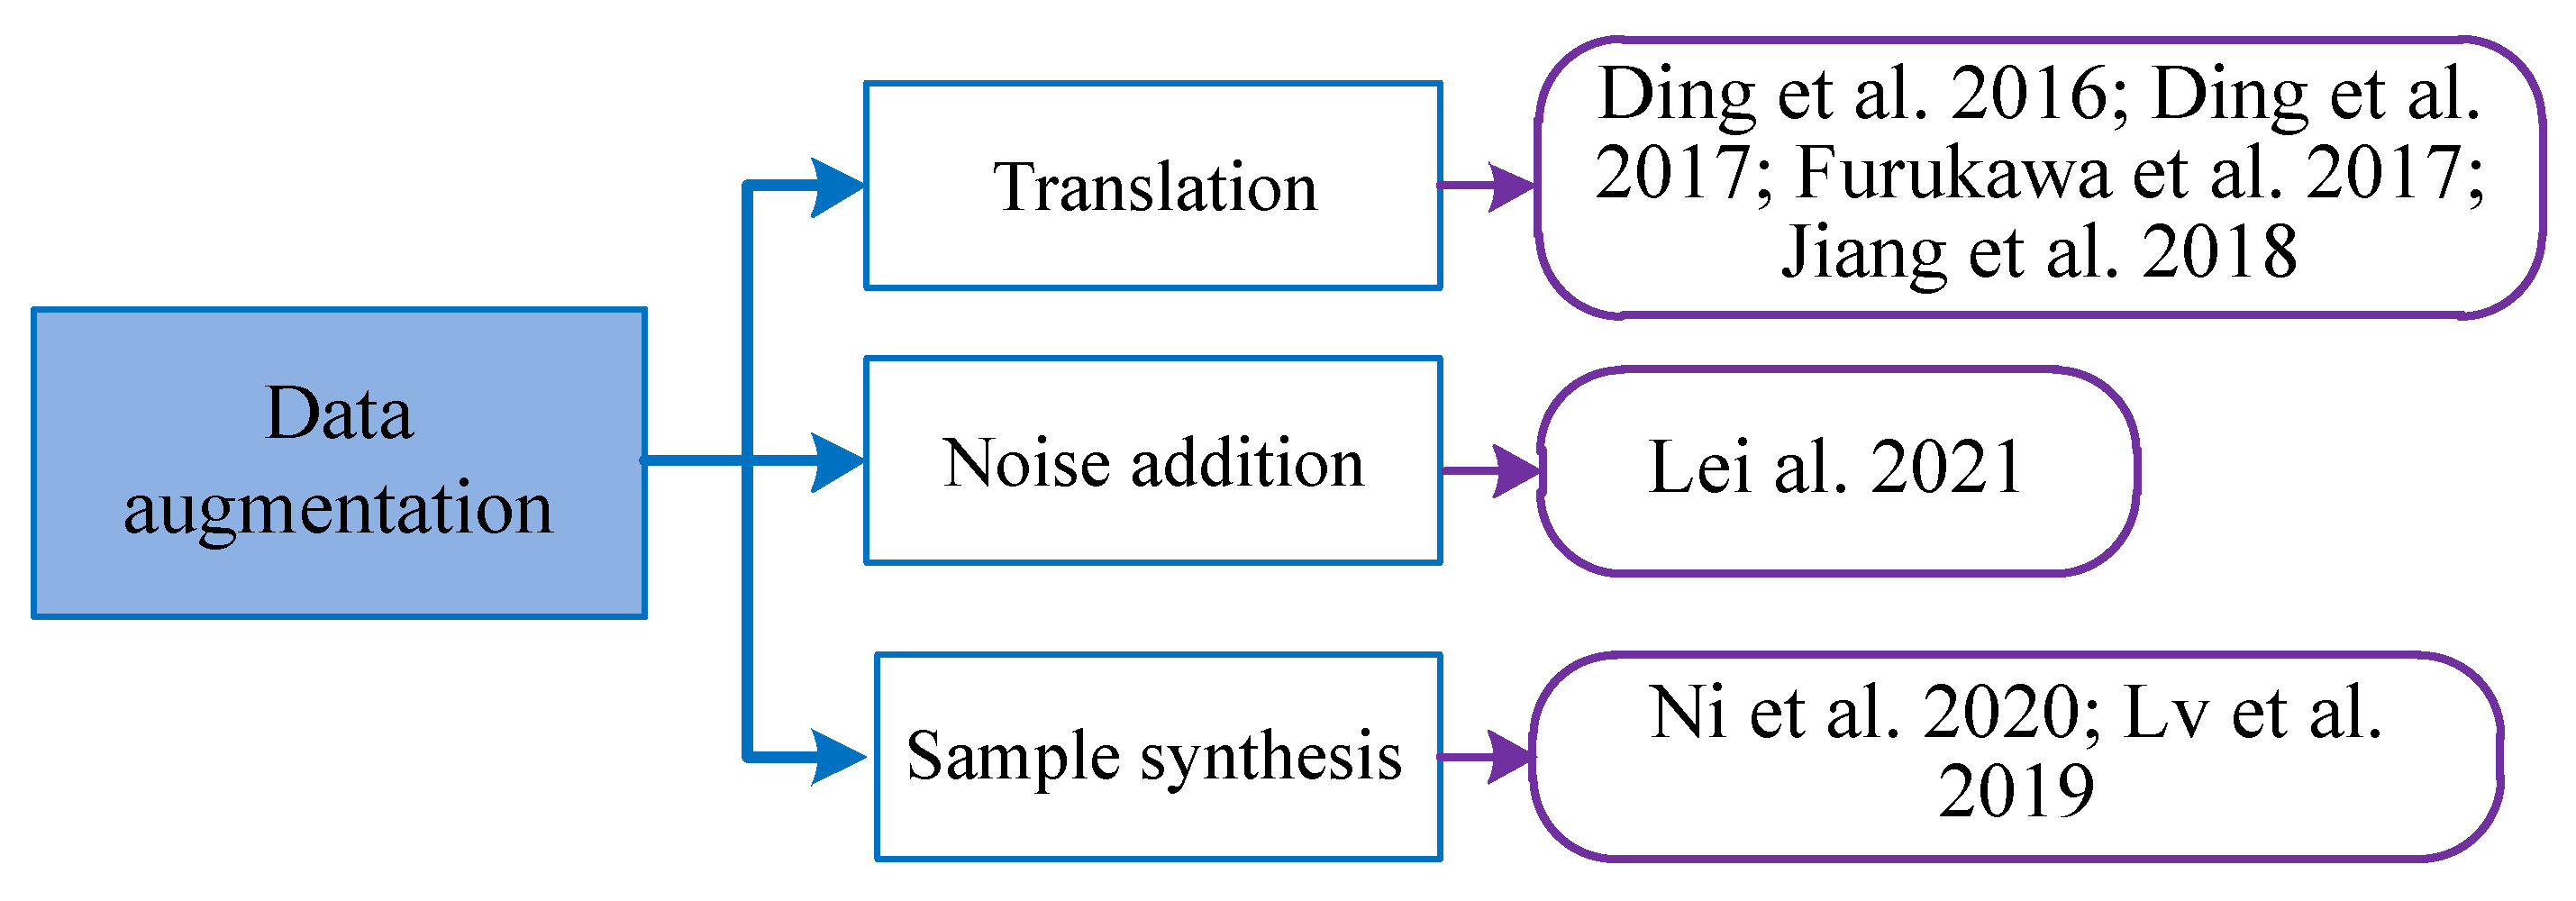 Data
augmentation
Translation
Ding et al. 2016; Ding et al.
2017; Furukawa et al. 2017;
Jiang et al. 2018
Noise addition
Lei al. 2021
Sample synthesis
Ni et al. 2020; Lv et al.
2019